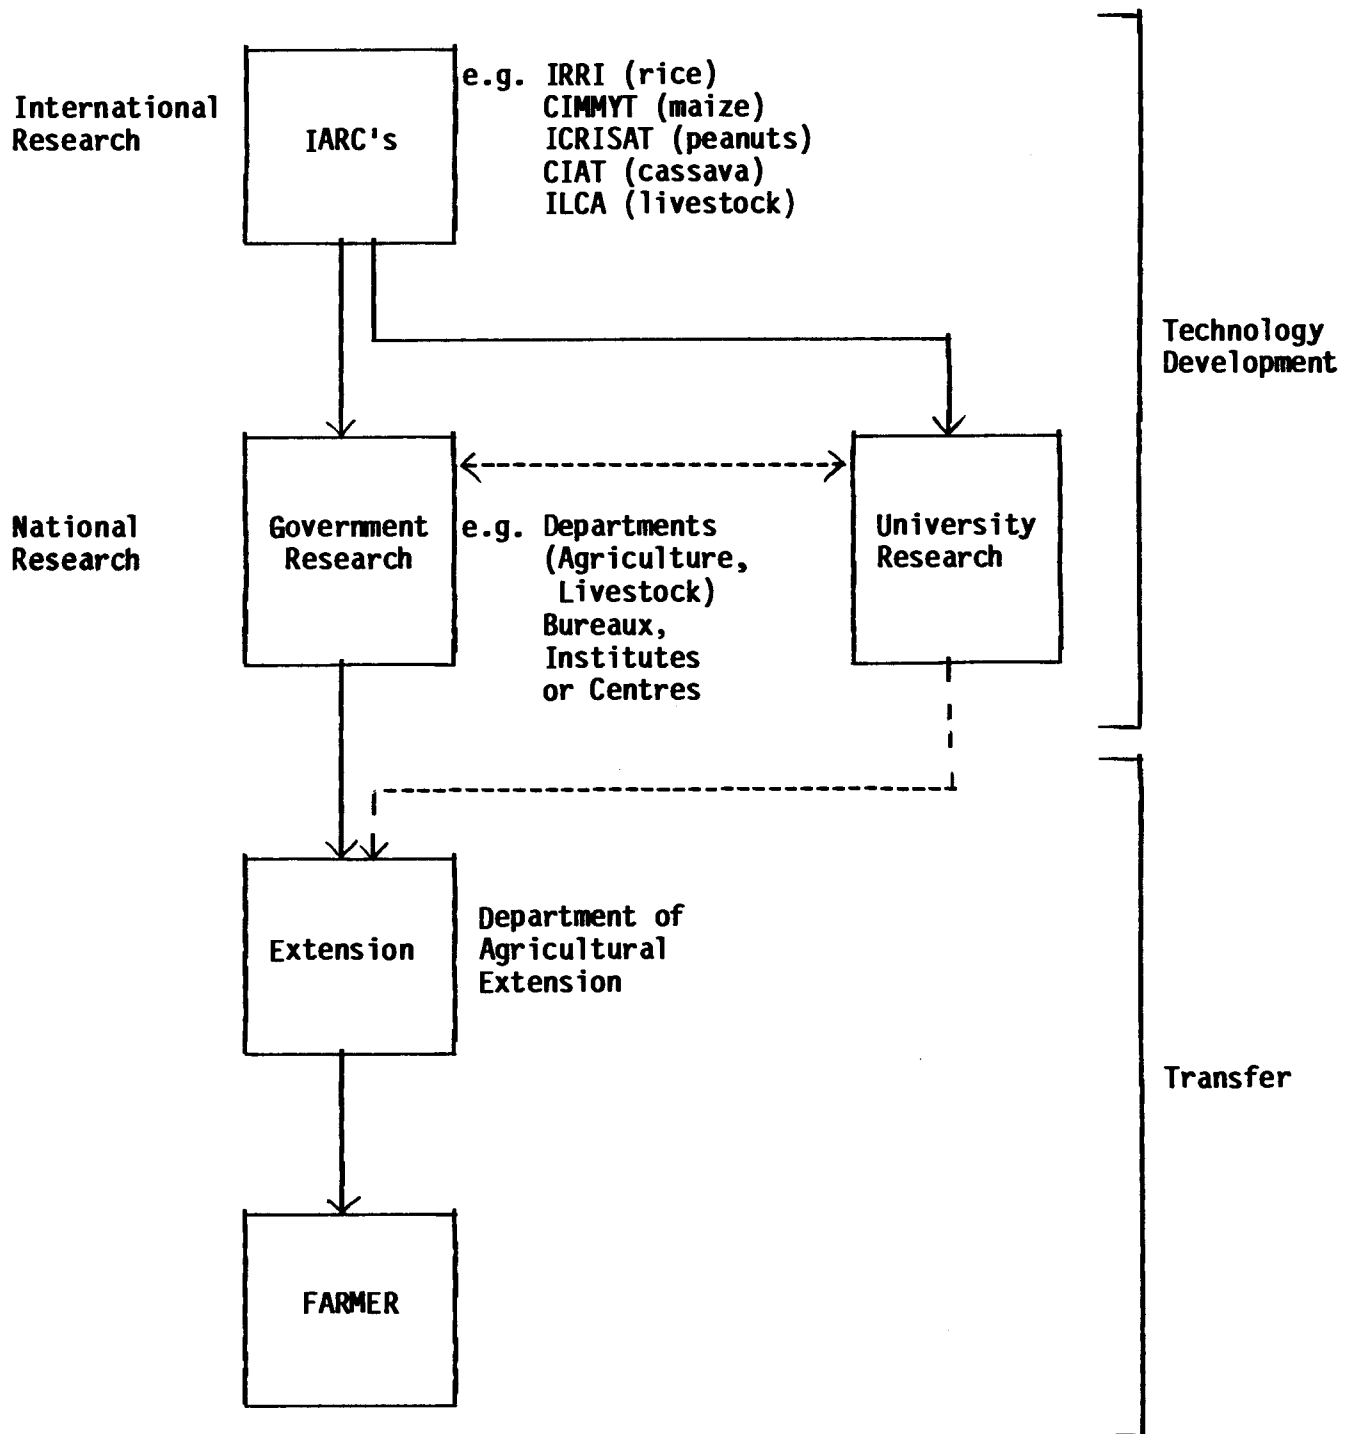 International
Research
IARC's
e.g. IRRI (rice)
CIMMYT (maize)
ICRISAT (peanuts)
CIAT (cassava)
ILCA (livestock)
Technology
Development
National
Research
Government
Research
e.g. Departments
(Agriculture,
Livestock)
Bureaux,
Institutes
or Centres
University
Research
Extension
Department of
Agricultural
Extension
Transfer
FARMER